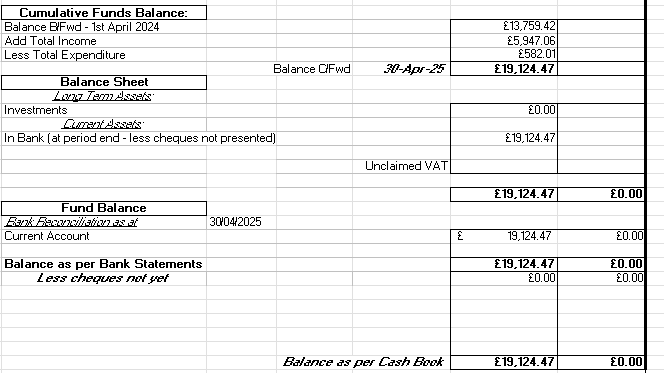 Cumulative Funds Balance:
Balance B/Fwd - 1st April 2024 £13,759.42
Add Total Income £5,947.06
Less Total Expenditure £582.01
Balance C/Fwd 30-Apr-25 £19,124.47
Balance Sheet
Long Term Assets:
Investments £0.00
Current Assets:
In Bank (at period end - less cheques not presented) £19,124.47
Unclaimed VAT
£19,124.47 £0.00
Fund Balance
Bank Reconciliation as at 30/04/2025
Current Account £ 19,124.47 £0.00
Balance as per Bank Statements £19,124.47 £0.00
Less cheques not yet £0.00 £0.00
Balance as per Cash Book £19,124.47 £0.00